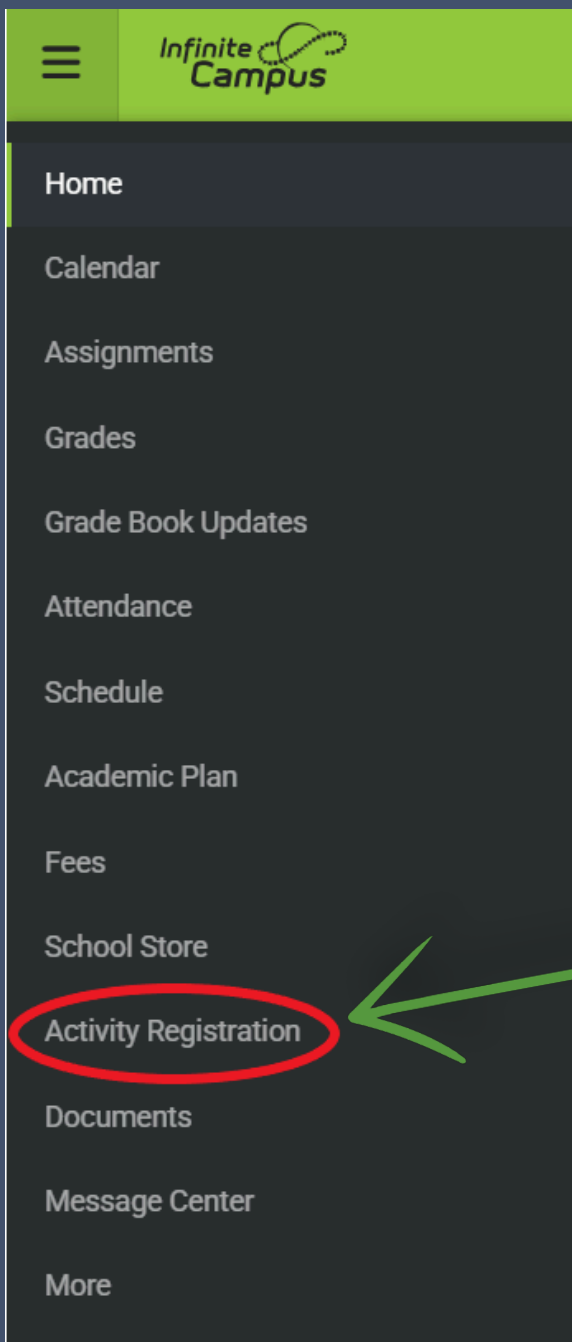 Infinite
Campus
Home
Calendar
Assignments
Grades
Grade Book Updates
Attendance
Schedule
Academic Plan
Fees
School Store
Activity Registration
Documents
Message Center
More